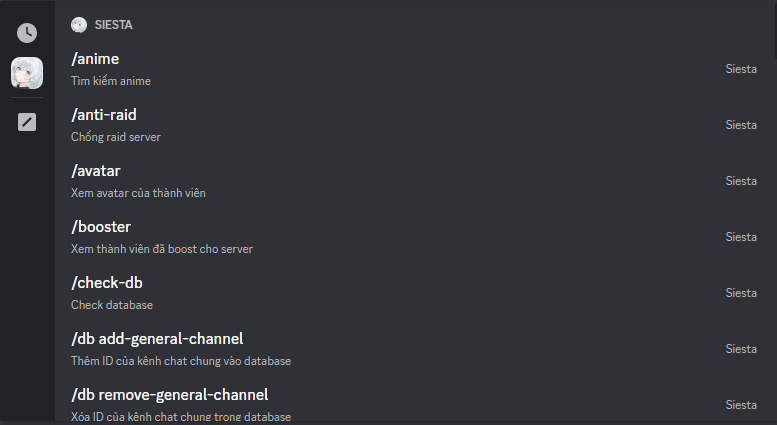 SIESTA
/anime
Tìm kiếm anime
Siesta
/anti-raid
Chống raid server
Siesta
/avatar
Xem avatar của thành viên
Siesta
/booster
Xem thành viên đã boost cho server
Siesta
/check-db
Check database
Siesta
/db add-general-channel
Thêm ID của kênh chat chung vào database
Siesta
/db remove-general-channel
Xóa ID của kênh chat chung trong database
Siesta